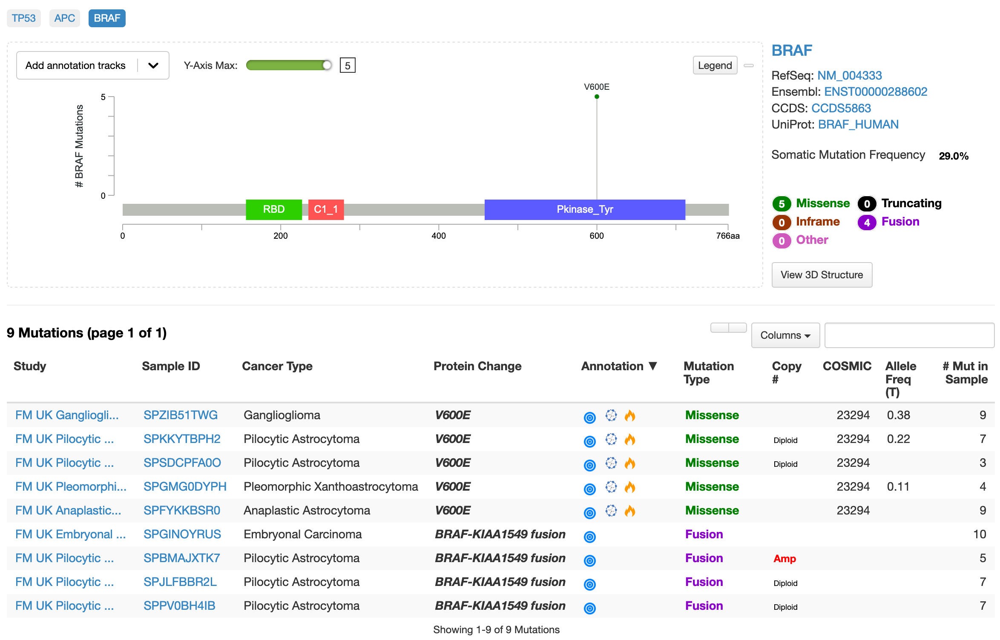 TP53 APC BRAF
Add annotation tracks Y-Axis Max: 5 Legend
BRAF
RefSeq: NM_004333
Ensembl: ENST00000288602
CCDS: CCDS5863
UniProt: BRAF_HUMAN
Somatic Mutation Frequency 29.0%
5 Missense 0 Truncating
0 Inframe 4 Fusion
0 Other
View 3D Structure
V600E
5
# BRAF Mutations
0
RBD C1_1 Pkinase_Tyr
0 200 400 600 766aa
9 Mutations (page 1 of 1) Columns
Study Sample ID Cancer Type Protein Change Annotation ▼ Mutation Type Copy # COSMIC Allele Freq (T) # Mut in Sample
FM UK Gangliogli... SPZIB51TWG Ganglioglioma V600E Missense 23294 0.38 9
FM UK Pilocytic ... SPKKYTBPH2 Pilocytic Astrocytoma V600E Missense Diploid 23294 0.22 7
FM UK Pilocytic ... SPSDCPFA0O Pilocytic Astrocytoma V600E Missense Diploid 23294 3
FM UK Pleomorphi... SPGMG0DYPH Pleomorphic Xanthoastrocytoma V600E Missense 23294 0.11 4
FM UK Anaplastic... SPFYKKBSR0 Anaplastic Astrocytoma V600E Missense 23294 9
FM UK Embryonal ... SPGINOYRUS Embryonal Carcinoma BRAF-KIAA1549 fusion Fusion 10
FM UK Pilocytic ... SPBMAJXTK7 Pilocytic Astrocytoma BRAF-KIAA1549 fusion Fusion Amp 5
FM UK Pilocytic ... SPJLFBBR2L Pilocytic Astrocytoma BRAF-KIAA1549 fusion Fusion Diploid 7
FM UK Pilocytic ... SPPV0BH4IB Pilocytic Astrocytoma BRAF-KIAA1549 fusion Fusion Diploid 7
Showing 1-9 of 9 Mutations